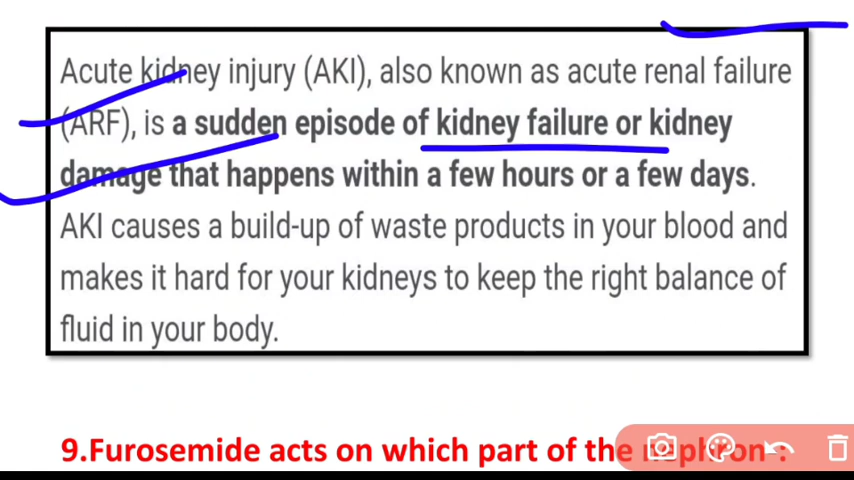 Acute kidney injury (AKI), also known as acute renal failure
(ARF), is a sudden episode of kidney failure or kidney
damage that happens within a few hours or a few days.
AKI causes a build-up of waste products in your blood and
makes it hard for your kidneys to keep the right balance of
fluid in your body.
9.Furosemide acts on which part of the nephron :